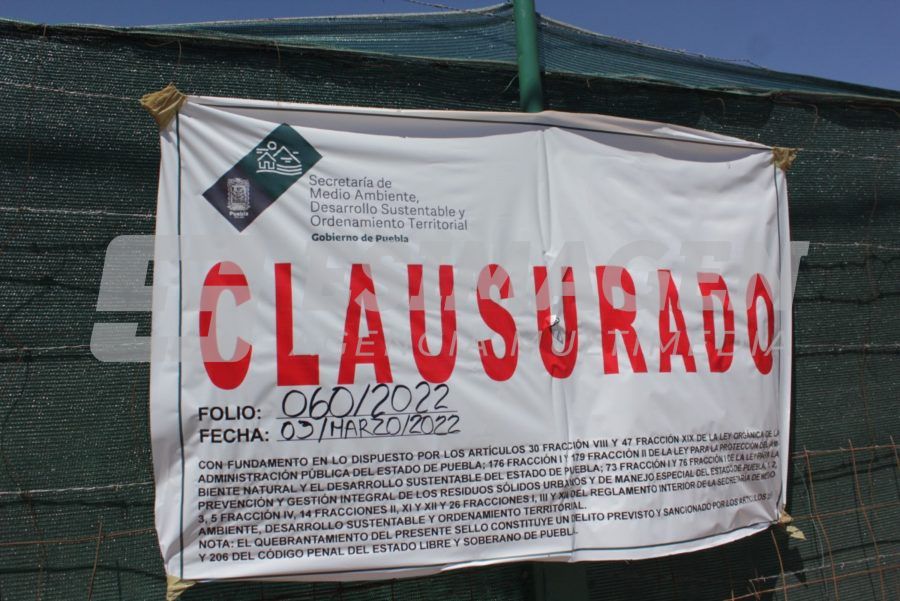 Secretaría de
Medio Ambiente,
Desarrollo Sustentable y
Ordenamiento Territorial
Gobierno de Puebla
Puebla
CLAUSURADO
ESIMAGEN
AGENCIA MULTIMEDIA
FOLIO: 060/2022
FECHA: 03/MARZO/2022
CON FUNDAMENTO EN LO DISPUESTO POR LOS ARTÍCULOS 30 FRACCIÓN VIII Y 47 FRACCIÓN XIX DE LA LEY ORGÁNICA DE LA
ADMINISTRACIÓN PÚBLICA DEL ESTADO DE PUEBLA; 176 FRACCIÓN I Y 179 FRACCIÓN II DE LA LEY PARA LA PROTECCIÓN DEL AM
BIENTE NATURAL Y EL DESARROLLO SUSTENTABLE DEL ESTADO DE PUEBLA; 73 FRACCIÓN I Y 76 FRACCIÓN I DE LA LEY PARA LA
PREVENCIÓN Y GESTIÓN INTEGRAL DE LOS RESIDUOS SÓLIDOS URBANOS Y DE MANEJO ESPECIAL DEL ESTADO DE PUEBLA, 1, 2,
3, 5 FRACCIÓN IV, 14 FRACCIONES II, XI Y XII Y 26 FRACCIONES I, III Y XII DEL REGLAMENTO INTERIOR DE LA SECRETARÍA DE MEDIO
AMBIENTE, DESARROLLO SUSTENTABLE Y ORDENAMIENTO TERRITORIAL.
NOTA: EL QUEBRANTAMIENTO DEL PRESENTE SELLO CONSTITUYE UN DELITO PREVISTO Y SANCIONADO POR LOS ARTÍCULOS
Y 206 DEL CÓDIGO PENAL DEL ESTADO LIBRE Y SOBERANO DE PUEBLA